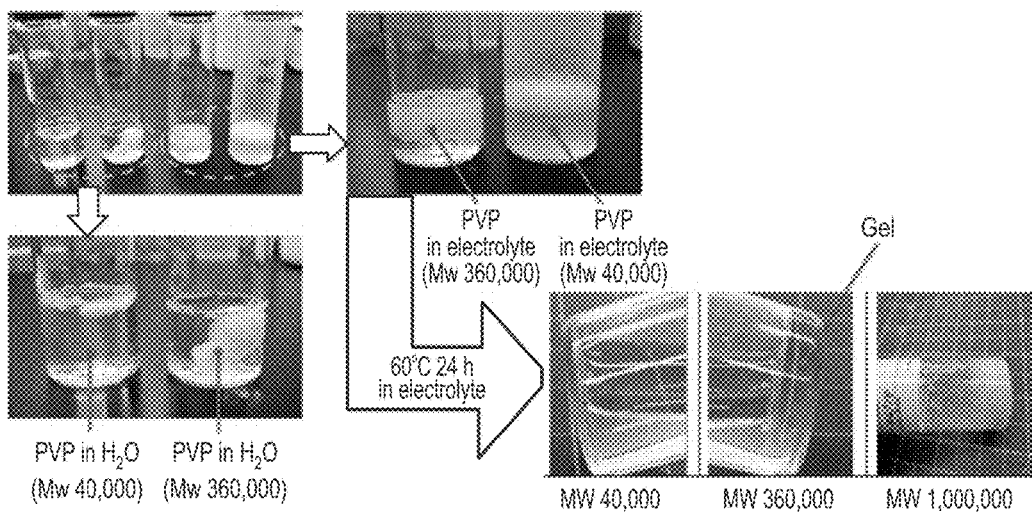 PVP
in electrolyte
(Mw 360,000)
PVP
in electrolyte
(Mw 40,000)
Gel
60°C 24 h
in electrolyte
PVP in H₂O
(Mw 40,000)
PVP in H₂O
(Mw 360,000)
MW 40,000
MW 360,000
MW 1,000,000